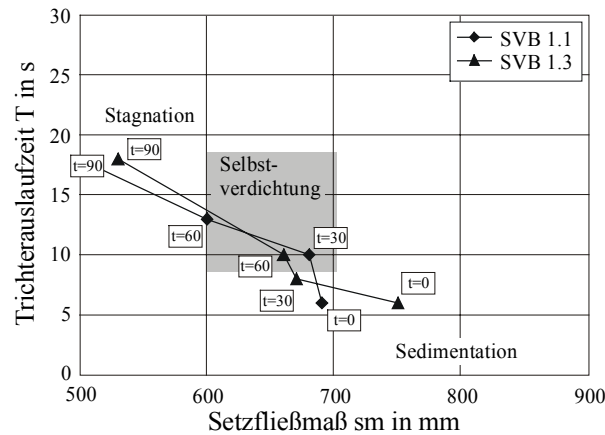 Trichterauslaufzeit T in s
30
25
20
15
10
5
0
SVB 1.1
SVB 1.3
Stagnation
t=90
t=90
Selbst-
verdichtung
t=60
t=30
t=60
t=30
t=0
t=0
Sedimentation
500 600 700 800 900
Setzfließmaß sm in mm